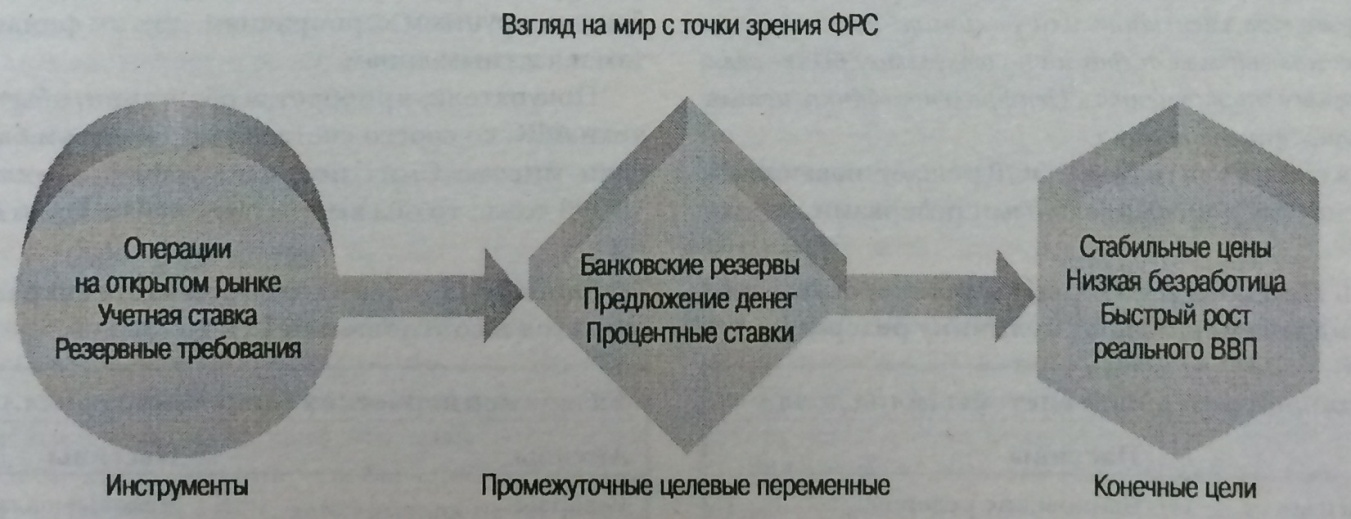 Взгляд на мир с точки зрения ФРС
Операции
на открытом рынке
Учетная ставка
Резервные требования
Банковские резервы
Предложение денег
Процентные ставки
Стабильные цены
Низкая безработица
Быстрый рост
реального ВВП
Инструменты
Промежуточные целевые переменные
Конечные цели